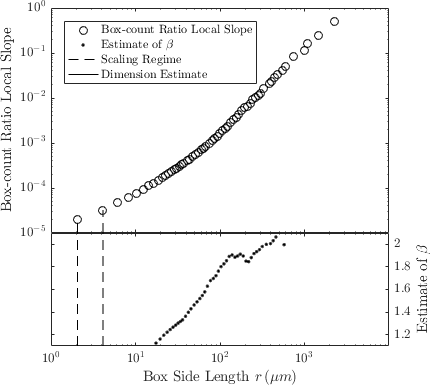 10^0
10^-1
10^-2
10^-3
10^-4
10^-5
Box-count Ratio Local Slope
Box-count Ratio Local Slope
Estimate of β
Scaling Regime
Dimension Estimate
2
1.8
1.6
1.4
1.2
Estimate of β
10^0
10^1
10^2
10^3
Box Side Length r (μm)